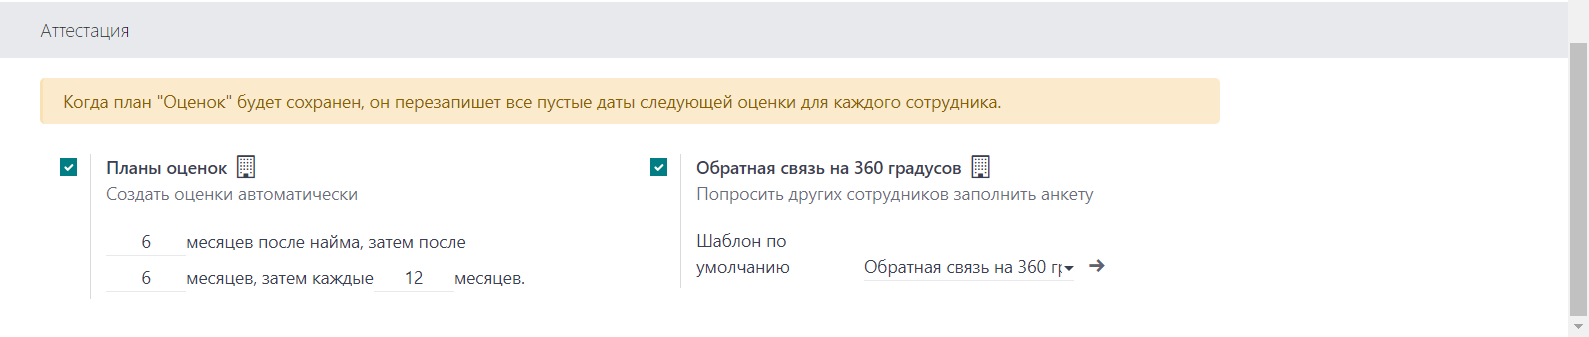 Аттестация
Когда план "Оценок" будет сохранен, он перезапишет все пустые даты следующей оценки для каждого сотрудника.
Планы оценок
Создать оценки автоматически
6 месяцев после найма, затем после
6 месяцев, затем каждые 12 месяцев.
Обратная связь на 360 градусов
Попросить других сотрудников заполнить анкету
Шаблон по
умолчанию
Обратная связь на 360 гр